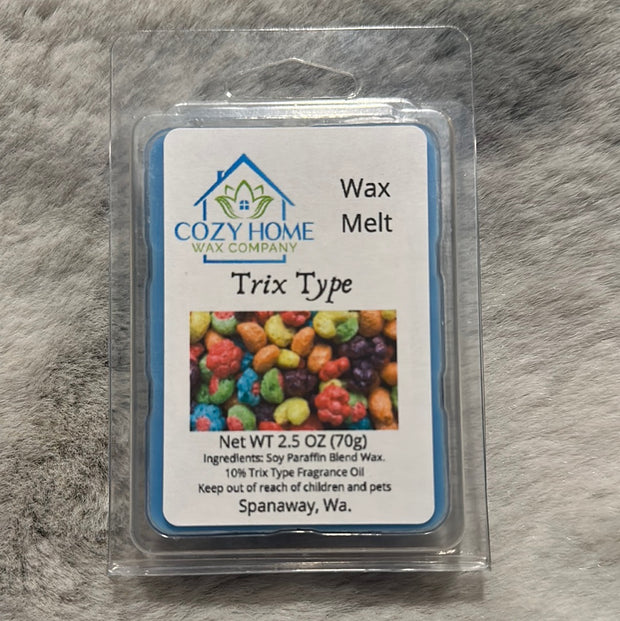 Wax
Melt
COZY HOME
WAX COMPANY
Trix Type
Net WT 2.5 OZ (70g)
Ingredients: Soy Paraffin Blend Wax.
10% Trix Type Fragrance Oil
Keep out of reach of children and pets
Spanaway, Wa.